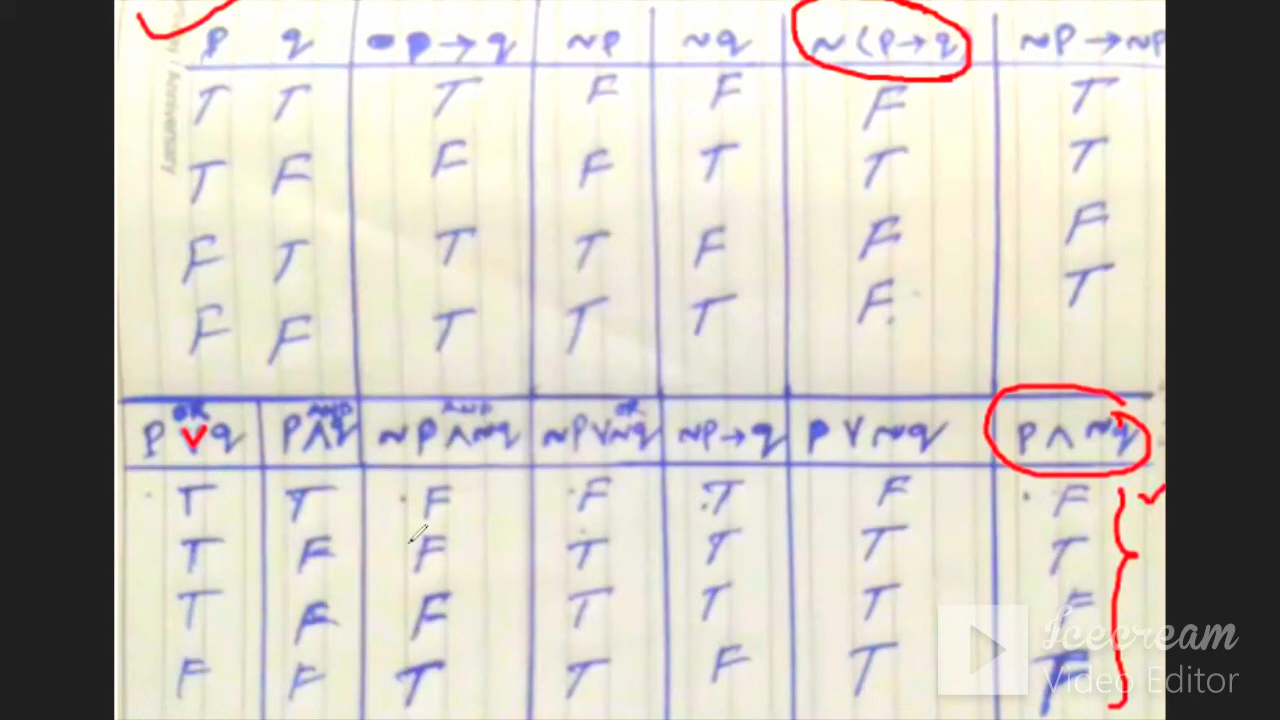 p q p → q ~p ~q ~(p → q) ~p → ~p
T T T F F F T
T F F F T T T
F T T T F F F
F F T T T F T
OR AND AND OR
p v q p ∧ q ~p ∧ ~q ~p v ~q ~p → q p v ~q p ∧ ~q
T T F F T F F
T F F T T T T
T F F T T T F
F F T T F T T
Icecream
Video Editor